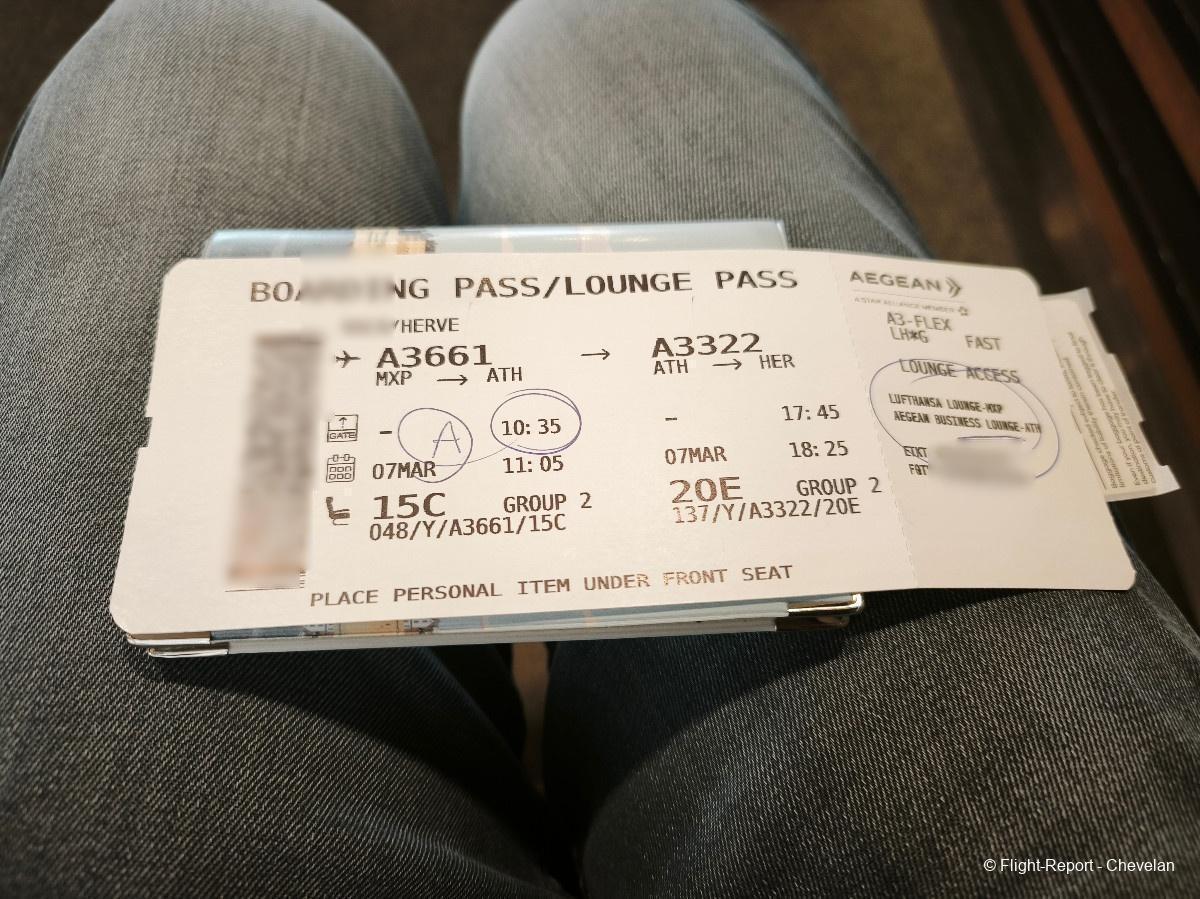 NG PASS/LOUNGE PASS
/HERVE
A3661 → A3322
MXP → ATH
ATH → HER
GATE - A 10:35
- 17:45
07MAR 11:05
07MAR 18:25
15C GROUP 2
20E GROUP 2
048/Y/A3661/15C
137/Y/A3322/20E
PLACE PERSONAL ITEM UNDER FRONT SEAT
AEGEAN
A STAR ALLIANCE MEMBER
A3-FLEX
LH*G FAST
LOUNGE ACCESS
LUFTHANSA LOUNGE-MXP
AEGEAN BUSINESS LOUNGE-ATH
ETKT
© Flight-Report - Chevelan